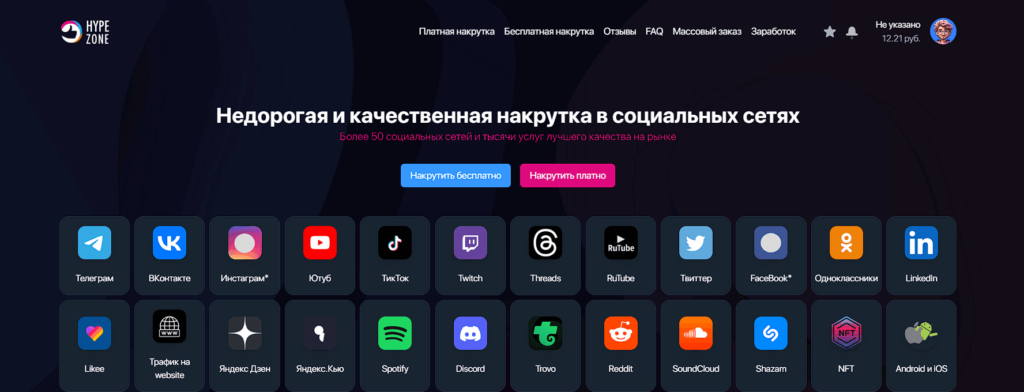 HYPE
ZONE
Платная накрутка Бесплатная накрутка Отзывы FAQ Массовый заказ Заработок
Не указано
12.21 руб.
Недорогая и качественная накрутка в социальных сетях
Более 50 социальных сетей и тысячи услуг лучшего качества на рынке
Накрутить бесплатно Накрутить платно
RuTube
Телеграм ВКонтакте Инстаграм* Ютуб ТикТок Twitch Threads RuTube Твиттер FaceBook* Одноклассники LinkedIn
WWW
NFT
Likee Трафик на
website Яндекс Дзен Яндекс.Кью Spotify Discord Trovo Reddit SoundCloud Shazam NFT Android и iOS